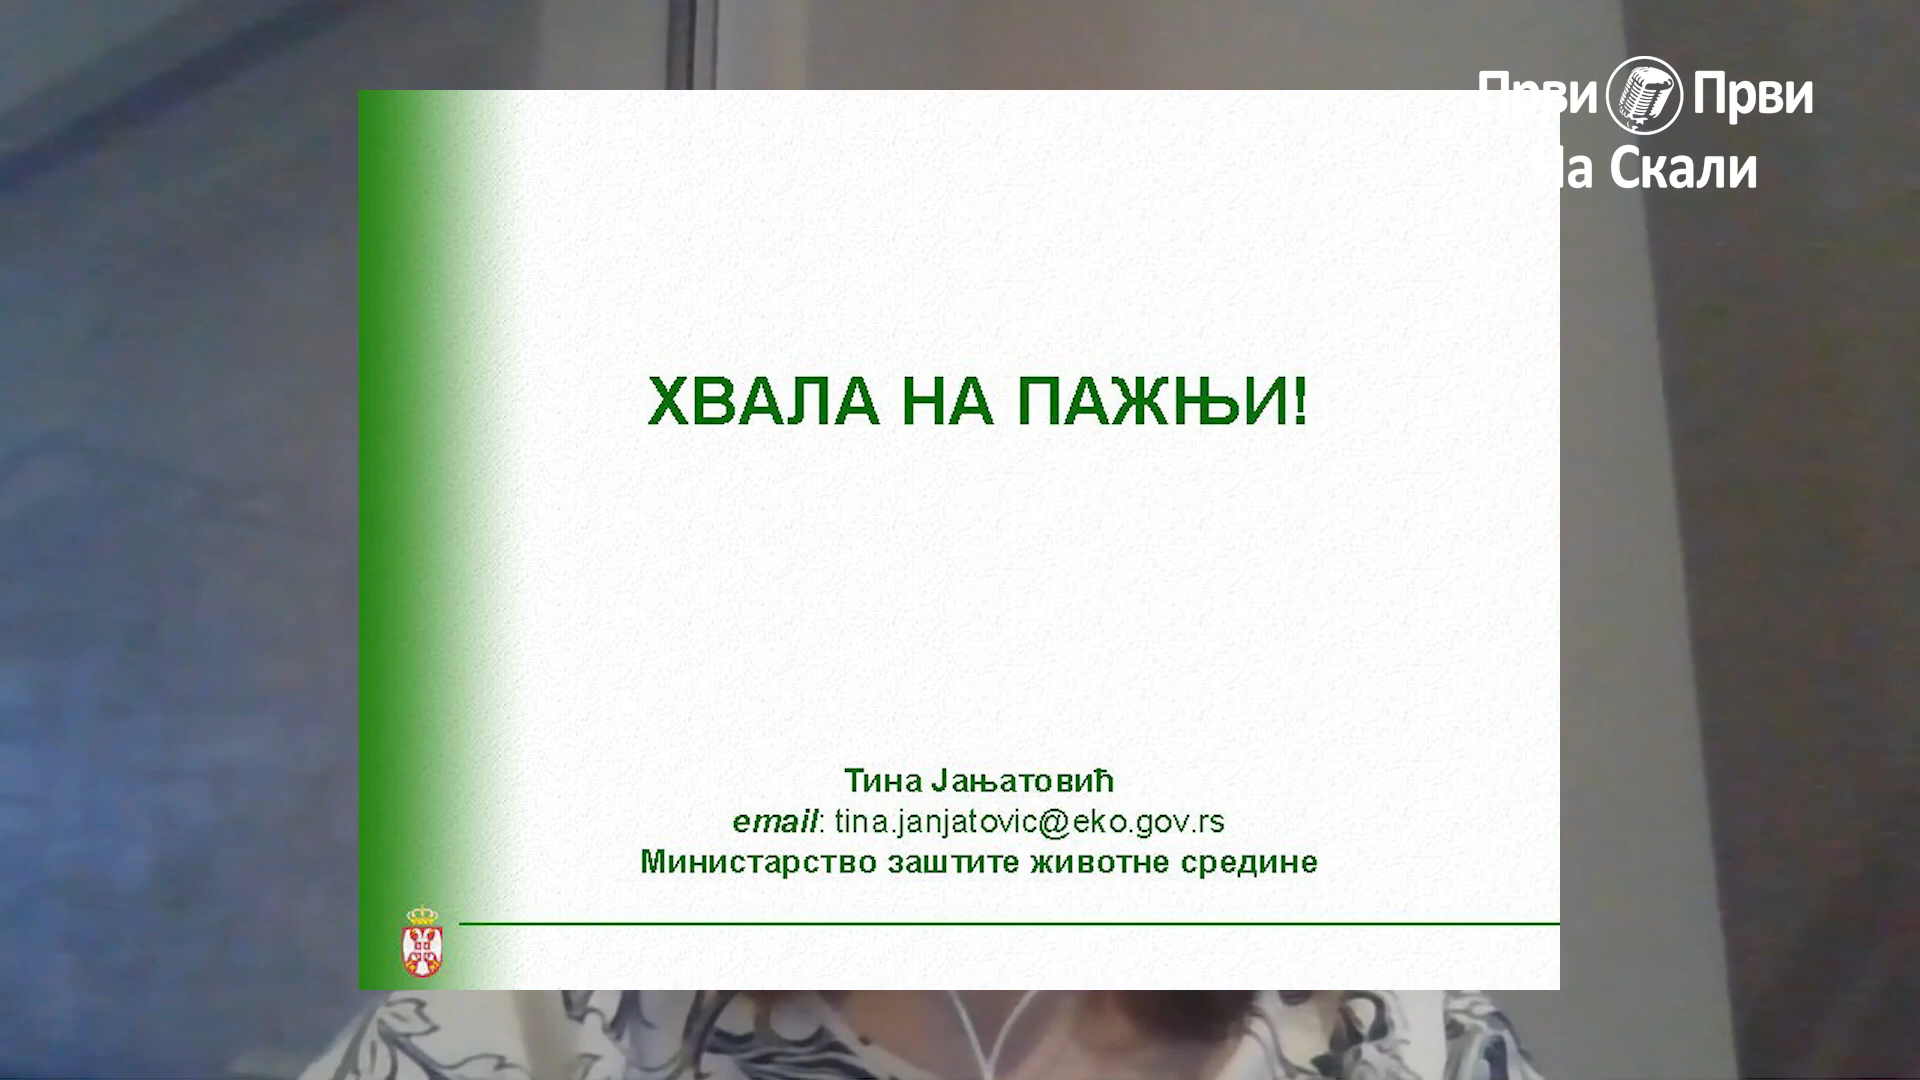 Први Први
На Скали
ХВАЛА НА ПАЖЊИ!
Тина Јањатовић
email: tina.janjatovic@eko.gov.rs
Министарство заштите животне средине